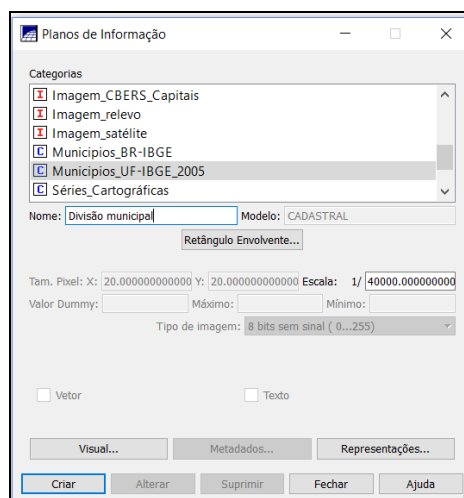 Planos de Informação
Categorias
I Imagem_CBERS_Capitais
I Imagem_relevo
I Imagem_satélite
C Municipios_BR-IBGE
C Municipios_UF-IBGE_2005
C Séries_Cartográficas
Nome: Divisão municipal Modelo: CADASTRAL
Retângulo Envolvente...
Tam. Pixel: X: 20.000000000000 Y: 20.000000000000 Escala: 1/ 40000.000000000
Valor Dummy: Máximo: Mínimo:
Tipo de imagem: 8 bits sem sinal ( 0...255)
Vetor Texto
Visual... Metadados... Representações...
Criar Alterar Suprimir Fechar Ajuda